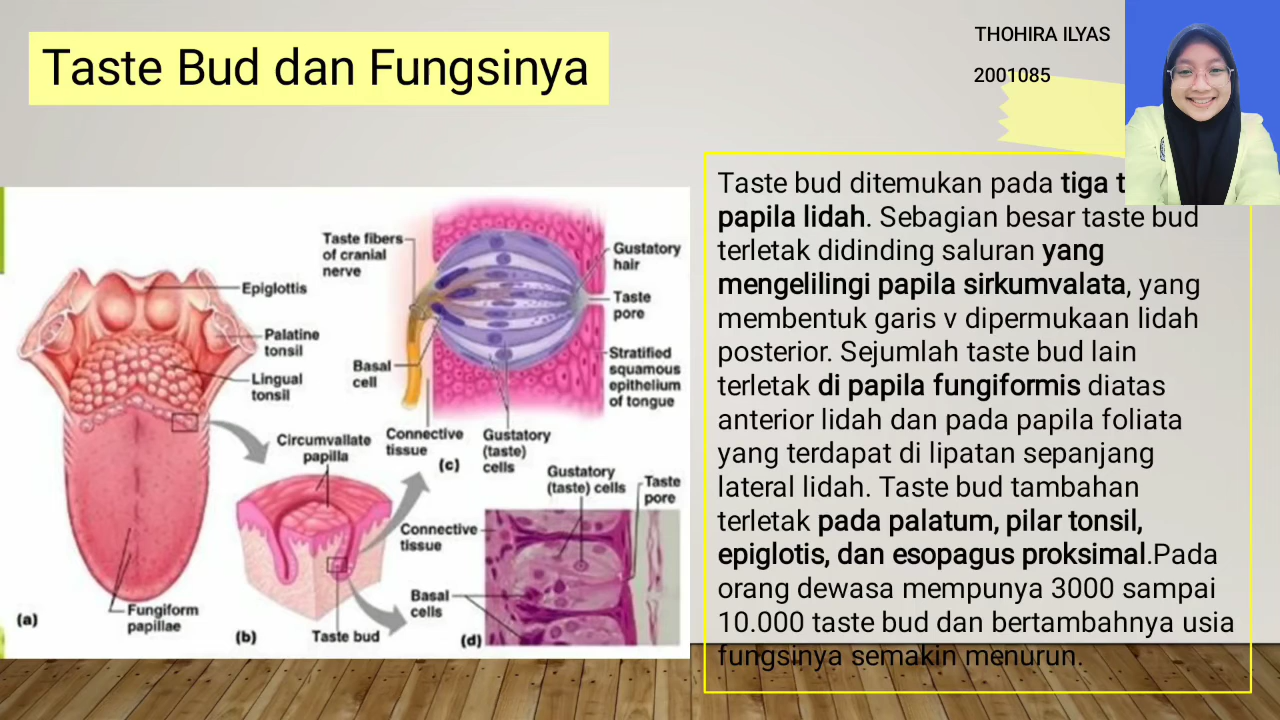 THOHIRA ILYAS
2001085
Taste Bud dan Fungsinya
Taste fibers
of cranial
nerve
Gustatory
hair
Taste
pore
Epiglottis
Palatine
tonsil
Lingual
tonsil
Basal
cell
Stratified
squamous
epithelium
of tongue
Circumvallate
papilla
Connective
tissue
(c)
Gustatory
(taste)
cells
Gustatory
(taste) cells
Taste
pore
Connective
tissue
Basal
cells
Fungiform
papillae
(a)
(b)
Taste bud
(d)
Taste bud ditemukan pada tiga
papila lidah. Sebagian besar taste bud
terletak didinding saluran yang
mengelilingi papila sirkumvalata, yang
membentuk garis v dipermukaan lidah
posterior. Sejumlah taste bud lain
terletak di papila fungiformis diatas
anterior lidah dan pada papila foliata
yang terdapat di lipatan sepanjang
lateral lidah. Taste bud tambahan
terletak pada palatum, pilar tonsil,
epiglotis, dan esopagus proksimal.Pada
orang dewasa mempunya 3000 sampai
10.000 taste bud dan bertambahnya usia
fungsinya semakin menurun.